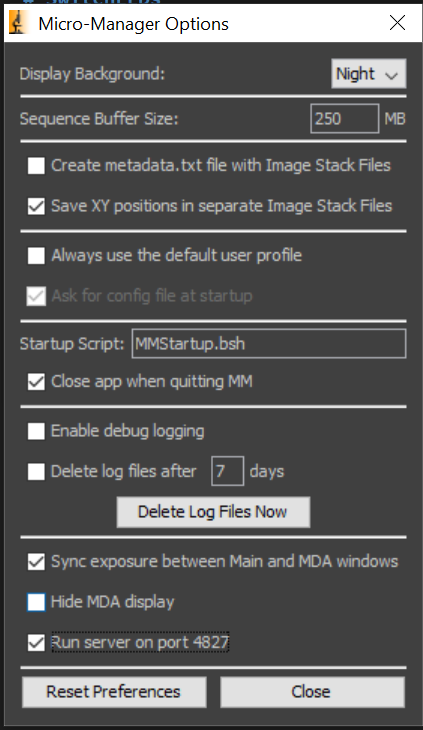 Micro-Manager Options
Display Background: Night
Sequence Buffer Size: 250 MB
Create metadata.txt file with Image Stack Files
Save XY positions in separate Image Stack Files
Always use the default user profile
Ask for config file at startup
Startup Script: MMStartup.bsh
Close app when quitting MM
Enable debug logging
Delete log files after 7 days
Delete Log Files Now
Sync exposure between Main and MDA windows
Hide MDA display
Run server on port 4827
Reset Preferences Close